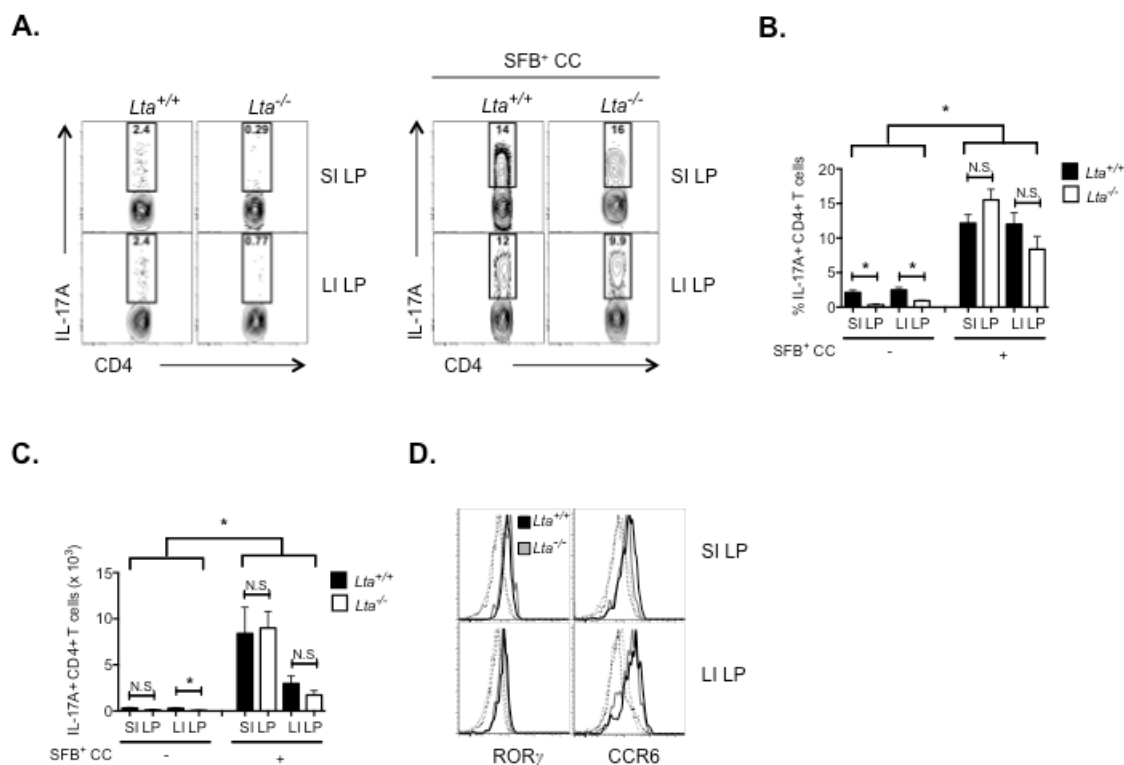 A.
SFB⁺ CC
Lta⁺/⁺ Lta⁻/⁻
Lta⁺/⁺ Lta⁻/⁻
2.4 0.29
14 16
SI LP
SI LP
2.4 0.77
12 9.9
LI LP
LI LP
IL-17A
IL-17A
CD4
CD4
B.
*
Lta⁺/⁺
Lta⁻/⁻
% IL-17A+ CD4+ T cells
20
15
10
5
0
* *
N.S. N.S.
SI LP LI LP SI LP LI LP
SFB⁺ CC - +
C.
*
Lta⁺/⁺
Lta⁻/⁻
IL-17A+ CD4+ T cells (x 10³)
15
10
5
0
N.S. *
N.S. N.S.
SI LP LI LP SI LP LI LP
SFB⁺ CC - +
D.
Lta⁺/⁺
Lta⁻/⁻
SI LP
LI LP
RORγ CCR6